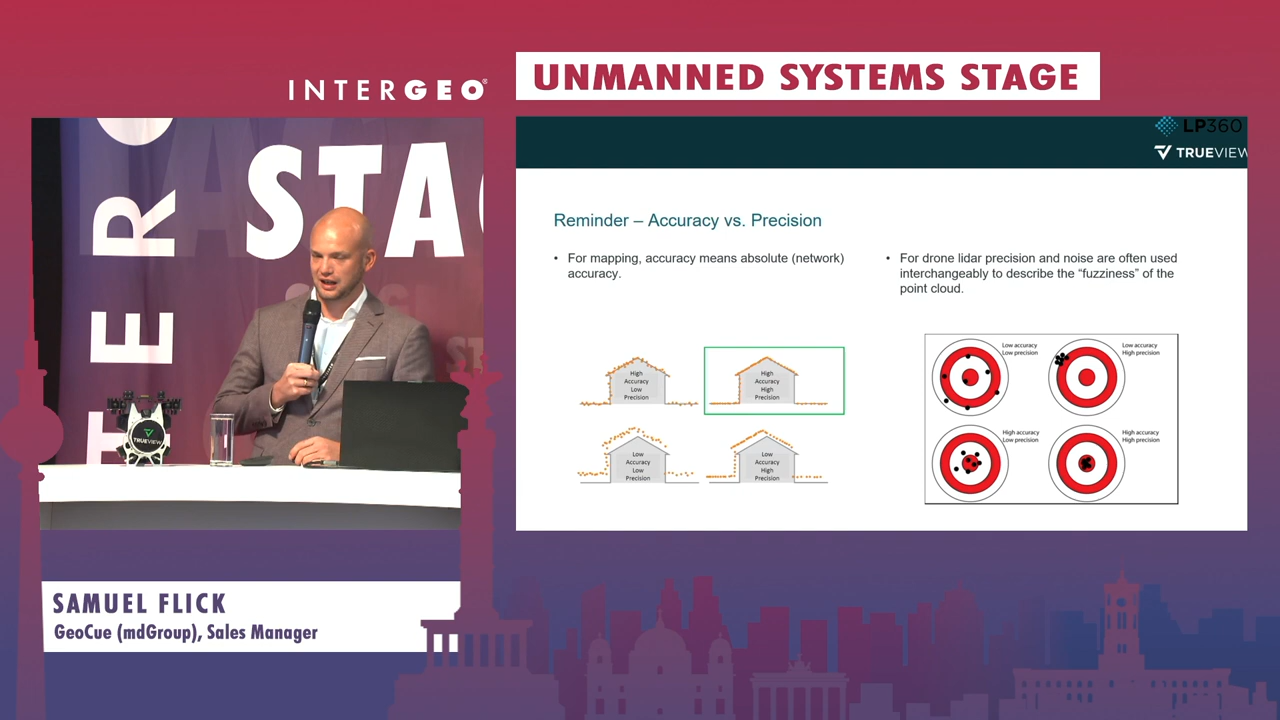 INTERGEO®
UNMANNED SYSTEMS STAGE
STA
TRUEVIEW
SAMUEL FLICK
GeoCue (mdGroup), Sales Manager
LP360
TRUEVIEW
Reminder – Accuracy vs. Precision
• For mapping, accuracy means absolute (network)
accuracy.
• For drone lidar precision and noise are often used
interchangeably to describe the “fuzziness” of the
point cloud.
High
Accuracy
Low
Precision
High
Accuracy
High
Precision
Low
Accuracy
Low
Precision
Low
Accuracy
High
Precision
Low accuracy
Low precision
Low accuracy
High precision
High accuracy
Low precision
High accuracy
High precision